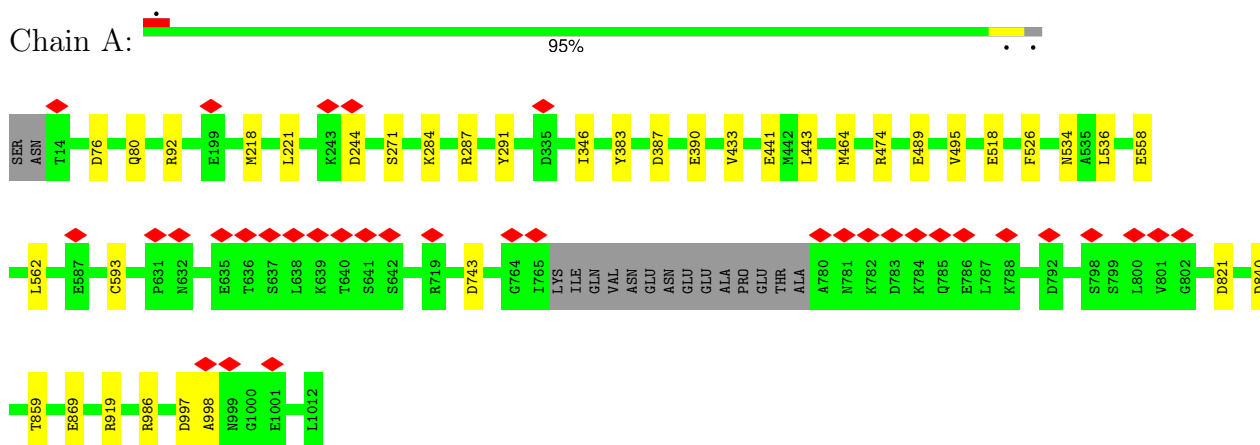 Chain A:
95%
SER ASN T14 D76 Q80 R92 E199 M218 L221 K243 D244 S271 K284 R287 Y291 D335 I346 Y383 D387 E390 V433 E441 M442 L443 M464 R474 E489 V495 E518 F526 N534 A535 L536 E558
L562 E587 C593 P631 N632 E635 T636 S637 L638 K639 T640 S641 S642 R719 D743 G764 I765 LYS ILE GLN VAL ASN GLU ASN GLU GLU ALA PRO GLU THR ALA A780 N781 K782 D783 K784 Q785 E786 L787 K788 D792 S798 S799 L800 V801 G802 D821 D840
T859 E869 R919 R986 D997 A998 N999 G1000 E1001 L1012